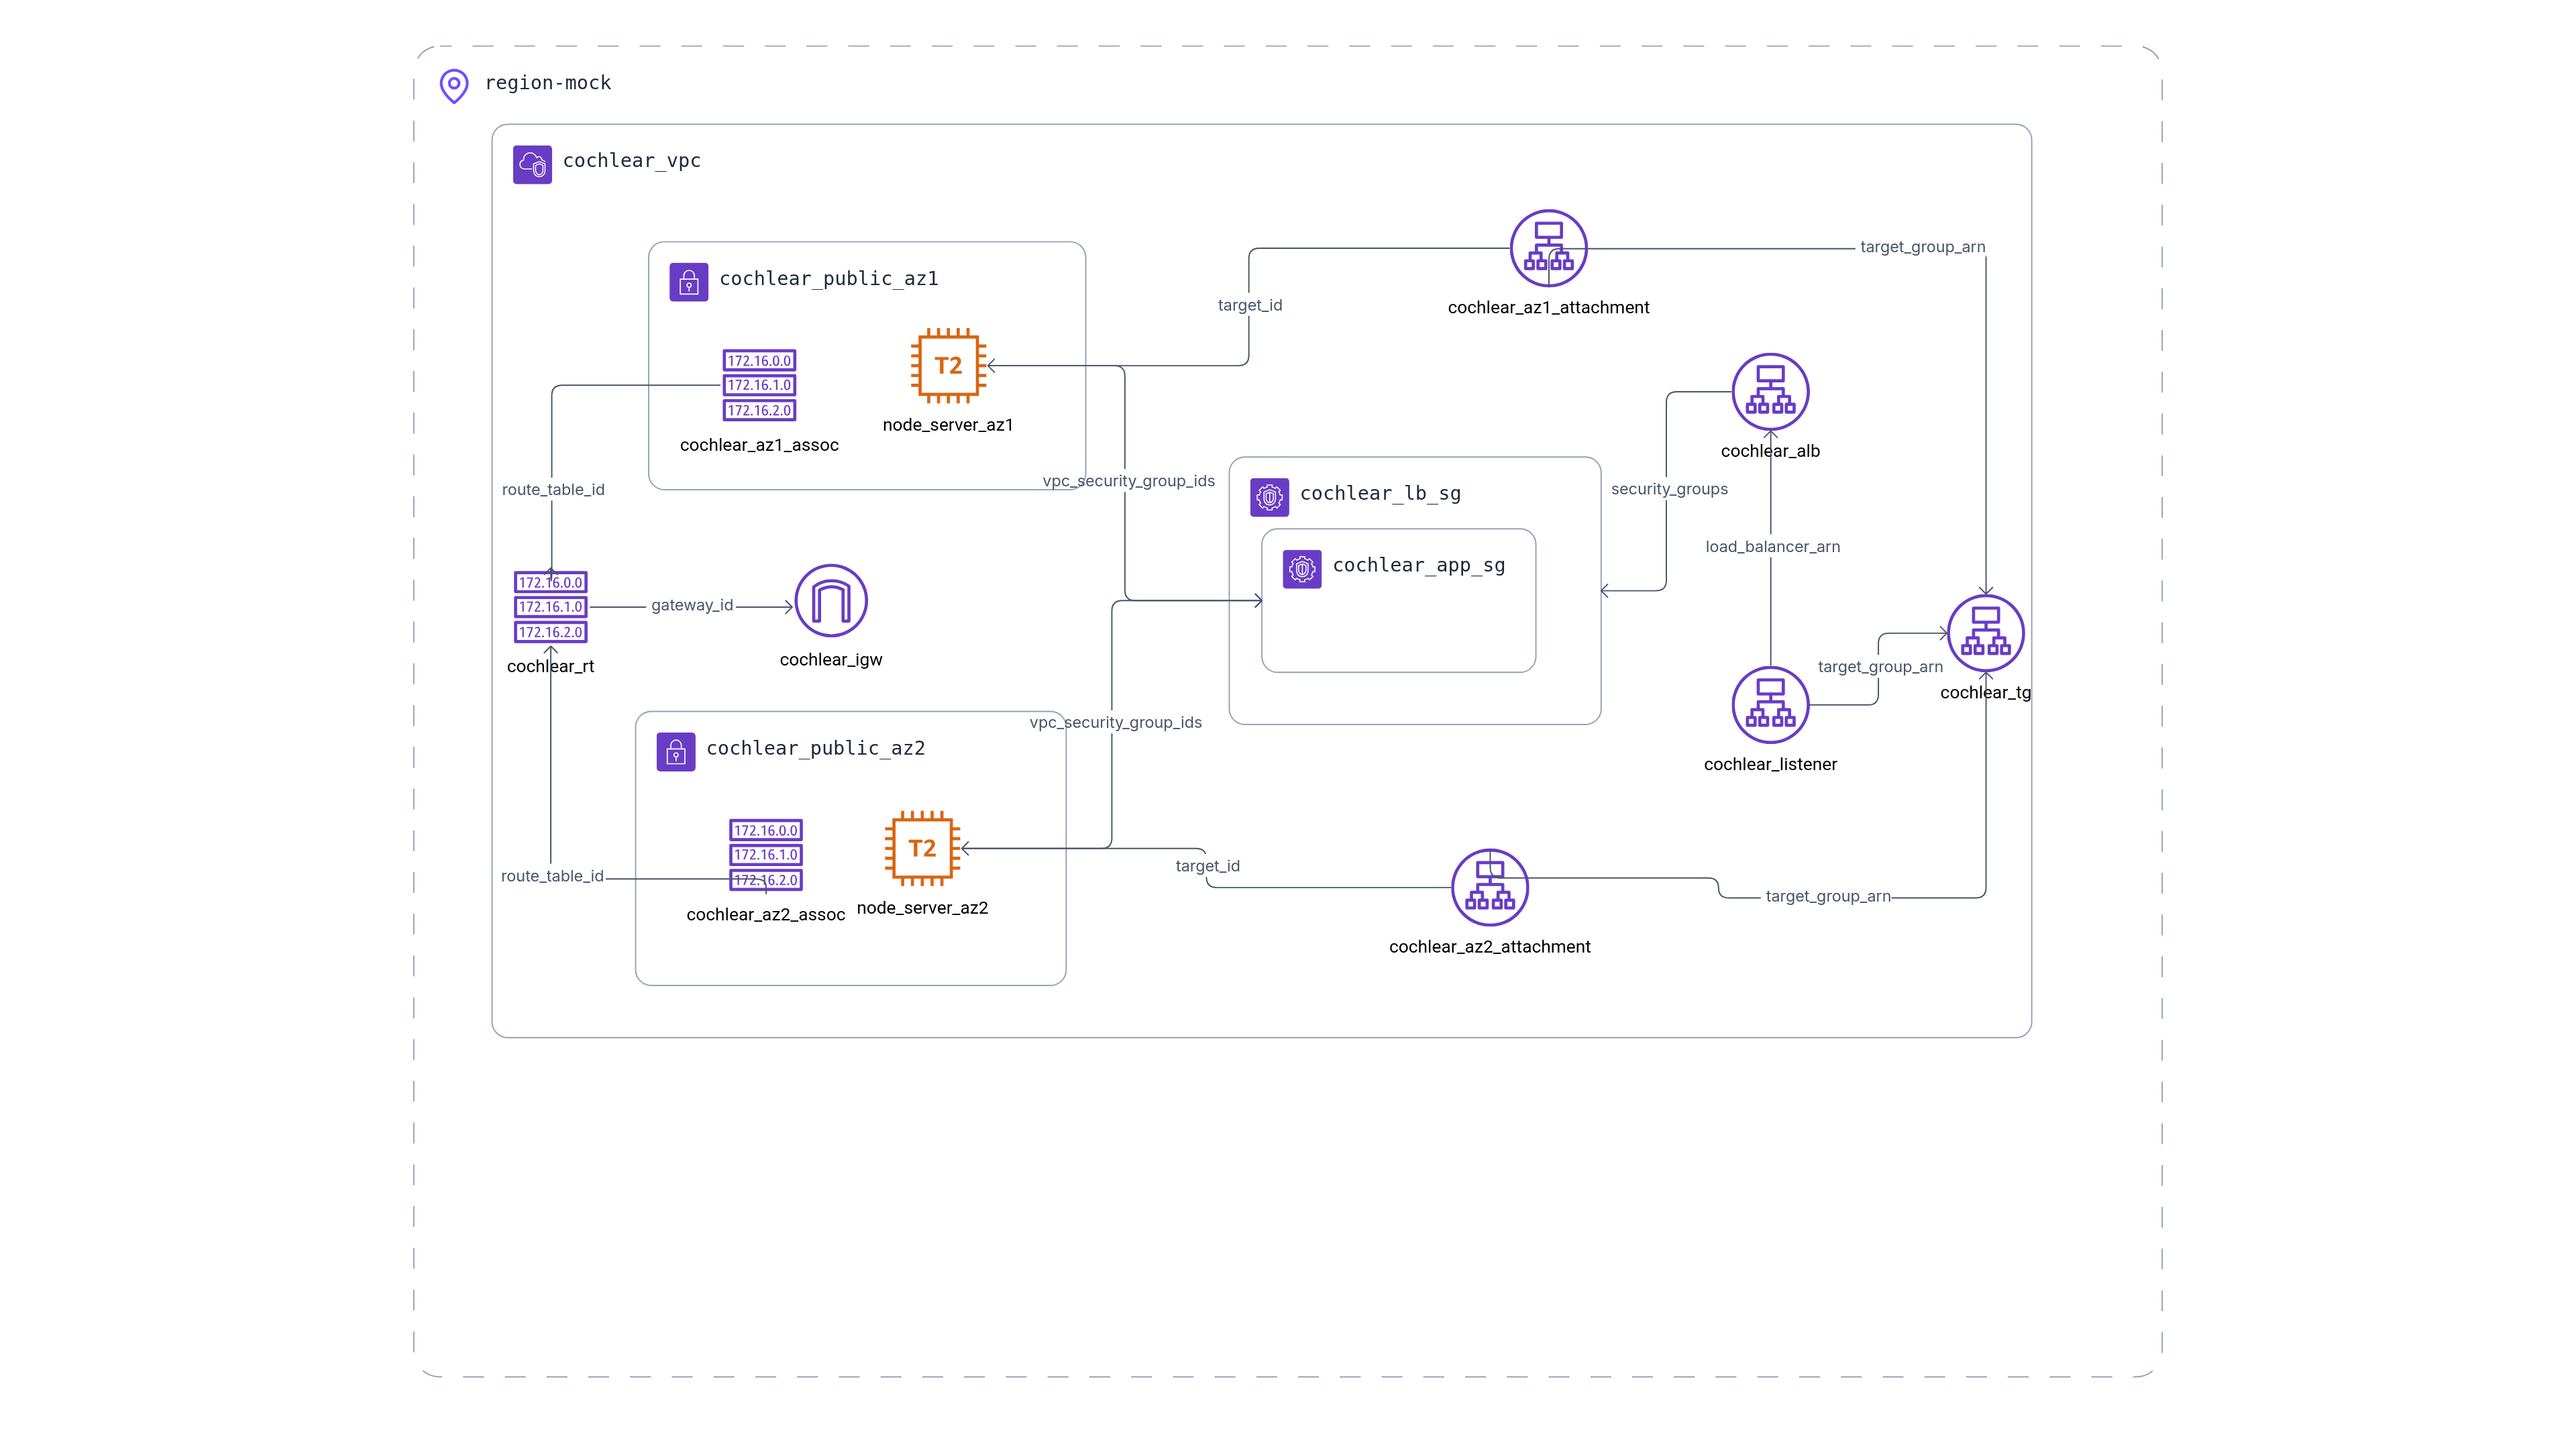 region-mock
cochlear_vpc
target_group_arn
cochlear_public_az1
target_id
cochlear_az1_attachment
172.16.0.0
172.16.1.0
172.16.2.0
T2
node_server_az1
cochlear_az1_assoc
cochlear_alb
route_table_id
vpc_security_group_ids
cochlear_lb_sg
security_groups
load_balancer_arn
cochlear_app_sg
172.16.0.0
172.16.1.0
172.16.2.0
gateway_id
cochlear_rt
cochlear_igw
target_group_arn
cochlear_tg
vpc_security_group_ids
cochlear_public_az2
cochlear_listener
172.16.0.0
172.16.1.0
172.16.2.0
T2
target_id
route_table_id
target_group_arn
cochlear_az2_assoc
node_server_az2
cochlear_az2_attachment